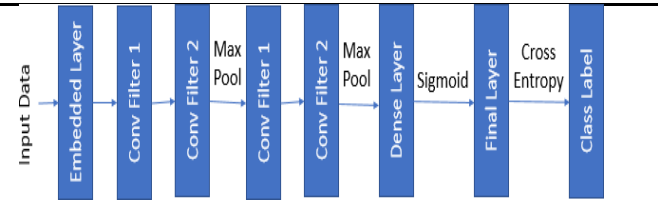 Input Data
Embedded Layer
Conv Filter 1
Conv Filter 2
Max
Pool
Conv Filter 1
Conv Filter 2
Max
Pool
Dense Layer
Sigmoid
Final Layer
Cross
Entropy
Class Label